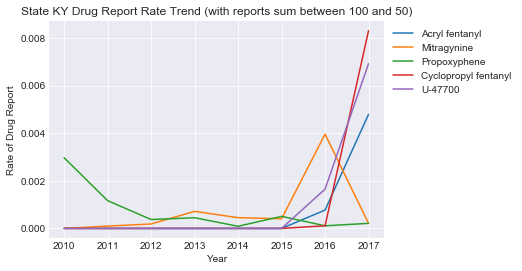 State KY Drug Report Rate Trend (with reports sum between 100 and 50)
0.008
0.006
0.004
0.002
0.000
Rate of Drug Report
2010 2011 2012 2013 2014 2015 2016 2017
Year
Acryl fentanyl
Mitragynine
Propoxyphene
Cyclopropyl fentanyl
U-47700